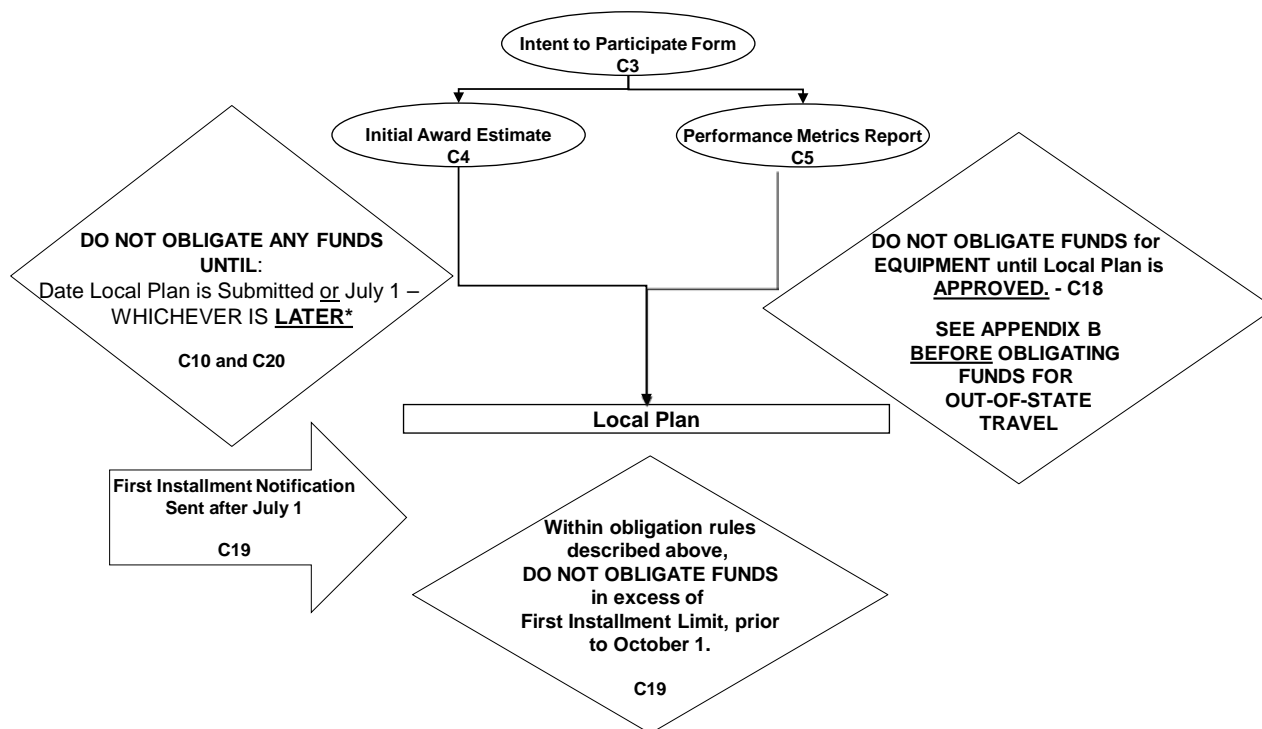 Intent to Participate Form
C3
Initial Award Estimate
C4
Performance Metrics Report
C5
DO NOT OBLIGATE ANY FUNDS
UNTIL:
Date Local Plan is Submitted or July 1 –
WHICHEVER IS LATER*
C10 and C20
DO NOT OBLIGATE FUNDS for
EQUIPMENT until Local Plan is
APPROVED. - C18
SEE APPENDIX B
BEFORE OBLIGATING
FUNDS FOR
OUT-OF-STATE
TRAVEL
Local Plan
First Installment Notification
Sent after July 1
C19
Within obligation rules
described above,
DO NOT OBLIGATE FUNDS
in excess of
First Installment Limit, prior
to October 1.
C19